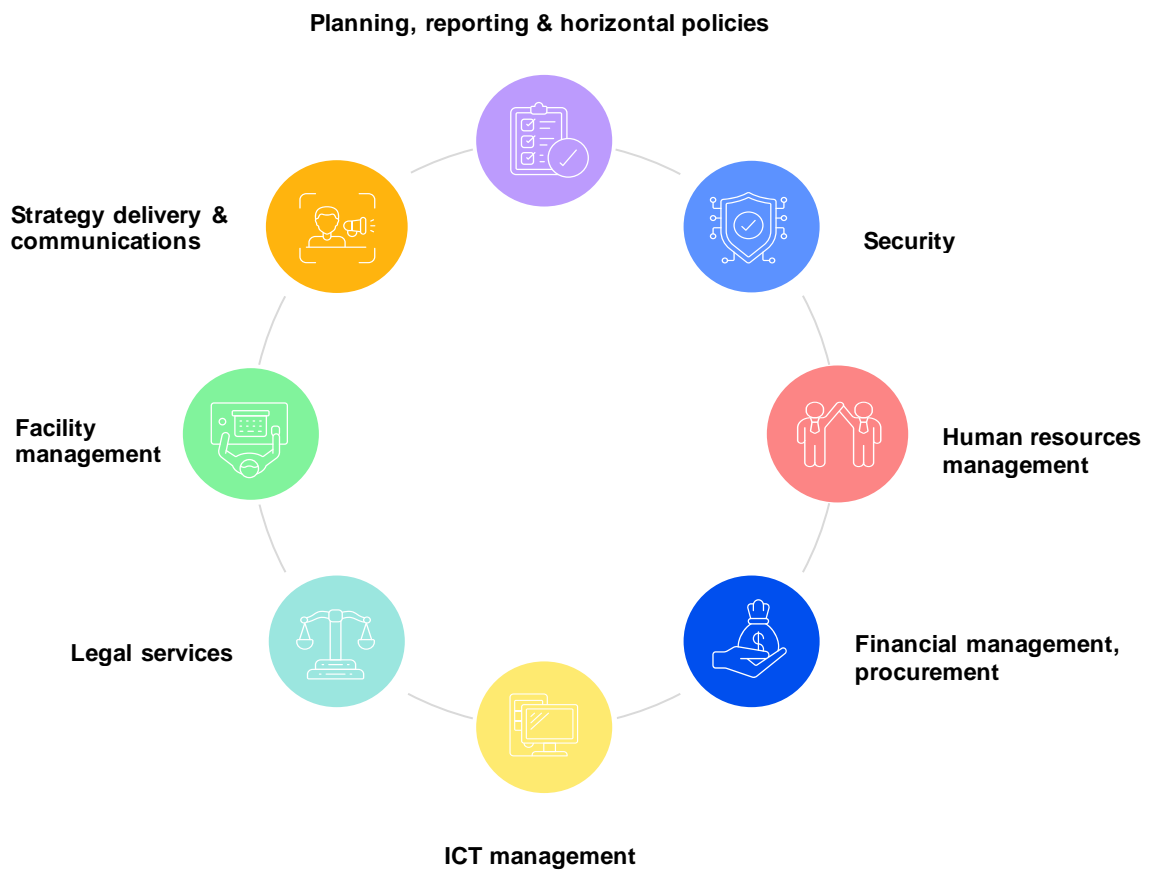 Planning, reporting & horizontal policies
Strategy delivery &
communications
Security
Facility
management
Human resources
management
Legal services
Financial management,
procurement
ICT management